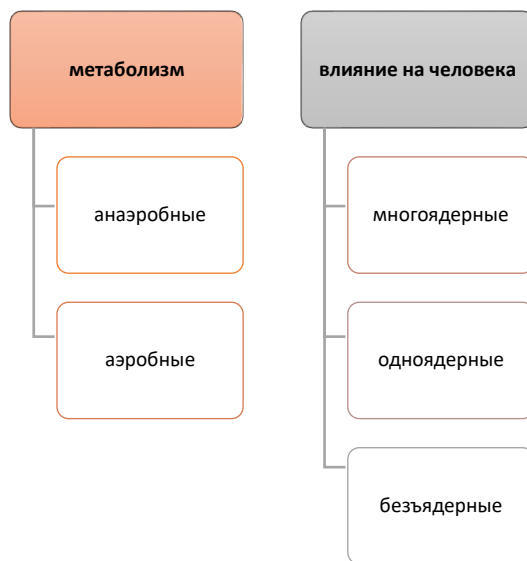 метаболизм
анаэробные
аэробные
влияние на человека
многоядерные
одноядерные
безъядерные